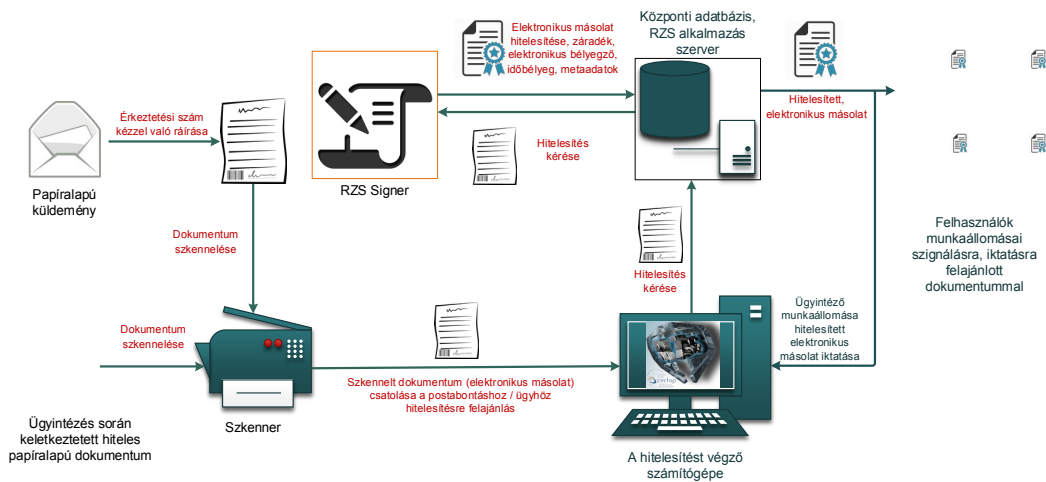 Elektronikus másolat
hitelesítése, záradék,
elektronikus bélyegző,
időbélyeg, metaadatok
Központi adatbázis,
RZS alkalmazás
szerver
Érkeztetési szám
kézzel való ráírása
Hitelesített,
elektronikus másolat
Hitelesítés
kérése
Papíralapú
küldemény
RZS Signer
Dokumentum
szkennelése
Hitelesítés
kérése
Felhasználók
munkaállomásai
szignálásra, iktatásra
felajánlott
dokumentummal
Dokumentum
szkennelése
Ügyintéző
munkaállomása
hitelesített
elektronikus
másolat iktatása
Szkennelt dokumentum (elektronikus másolat)
csatolása a postabontáshoz / ügyhöz
hitelesítésre felajánlás
Ügyintézés során
keletkeztetett hiteles
papíralapú dokumentum
Szkenner
A hitelesítést végző
számítógépe